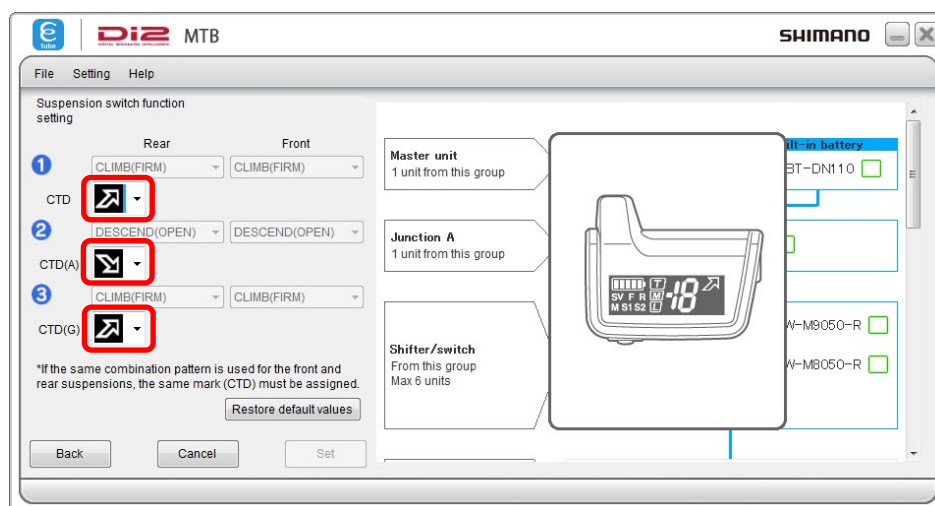 e
tube
Di2 MTB
DIGITAL INTEGRATED INTELLIGENCE
SHIMANO
File Setting Help
Suspension switch function
setting
Rear Front
1 CLIMB(FIRM) CLIMB(FIRM)
CTD
2 DESCEND(OPEN) DESCEND(OPEN)
CTD(A)
3 CLIMB(FIRM) CLIMB(FIRM)
CTD(G)
*If the same combination pattern is used for the front and
rear suspensions, the same mark (CTD) must be assigned.
Restore default values
Back Cancel Set
Master unit
1 unit from this group
Junction A
1 unit from this group
Shifter/switch
From this group
Max 6 units
T
SV F R M 18
M S1 S2 L
ilt-in battery
BT-DN110
W-M9050-R
W-M8050-R